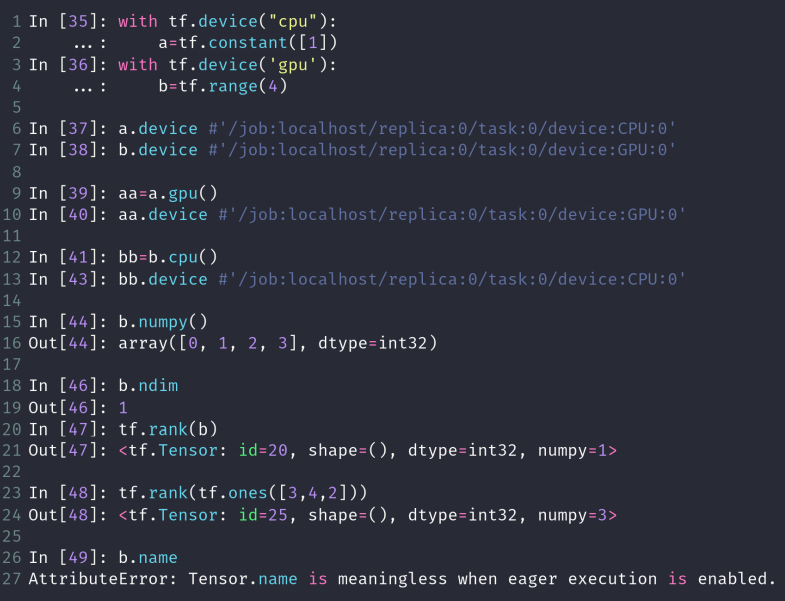 1 In [35]: with tf.device("cpu"):
2     ...:     a=tf.constant([1])
3 In [36]: with tf.device('gpu'):
4     ...:     b=tf.range(4)
5
6 In [37]: a.device #'/job:localhost/replica:0/task:0/device:CPU:0'
7 In [38]: b.device #'/job:localhost/replica:0/task:0/device:GPU:0'
8
9 In [39]: aa=a.gpu()
10 In [40]: aa.device #'/job:localhost/replica:0/task:0/device:GPU:0'
11
12 In [41]: bb=b.cpu()
13 In [43]: bb.device #'/job:localhost/replica:0/task:0/device:CPU:0'
14
15 In [44]: b.numpy()
16 Out[44]: array([0, 1, 2, 3], dtype=int32)
17
18 In [46]: b.ndim
19 Out[46]: 1
20 In [47]: tf.rank(b)
21 Out[47]: <tf.Tensor: id=20, shape=(), dtype=int32, numpy=1>
22
23 In [48]: tf.rank(tf.ones([3,4,2]))
24 Out[48]: <tf.Tensor: id=25, shape=(), dtype=int32, numpy=3>
25
26 In [49]: b.name
27 AttributeError: Tensor.name is meaningless when eager execution is enabled.